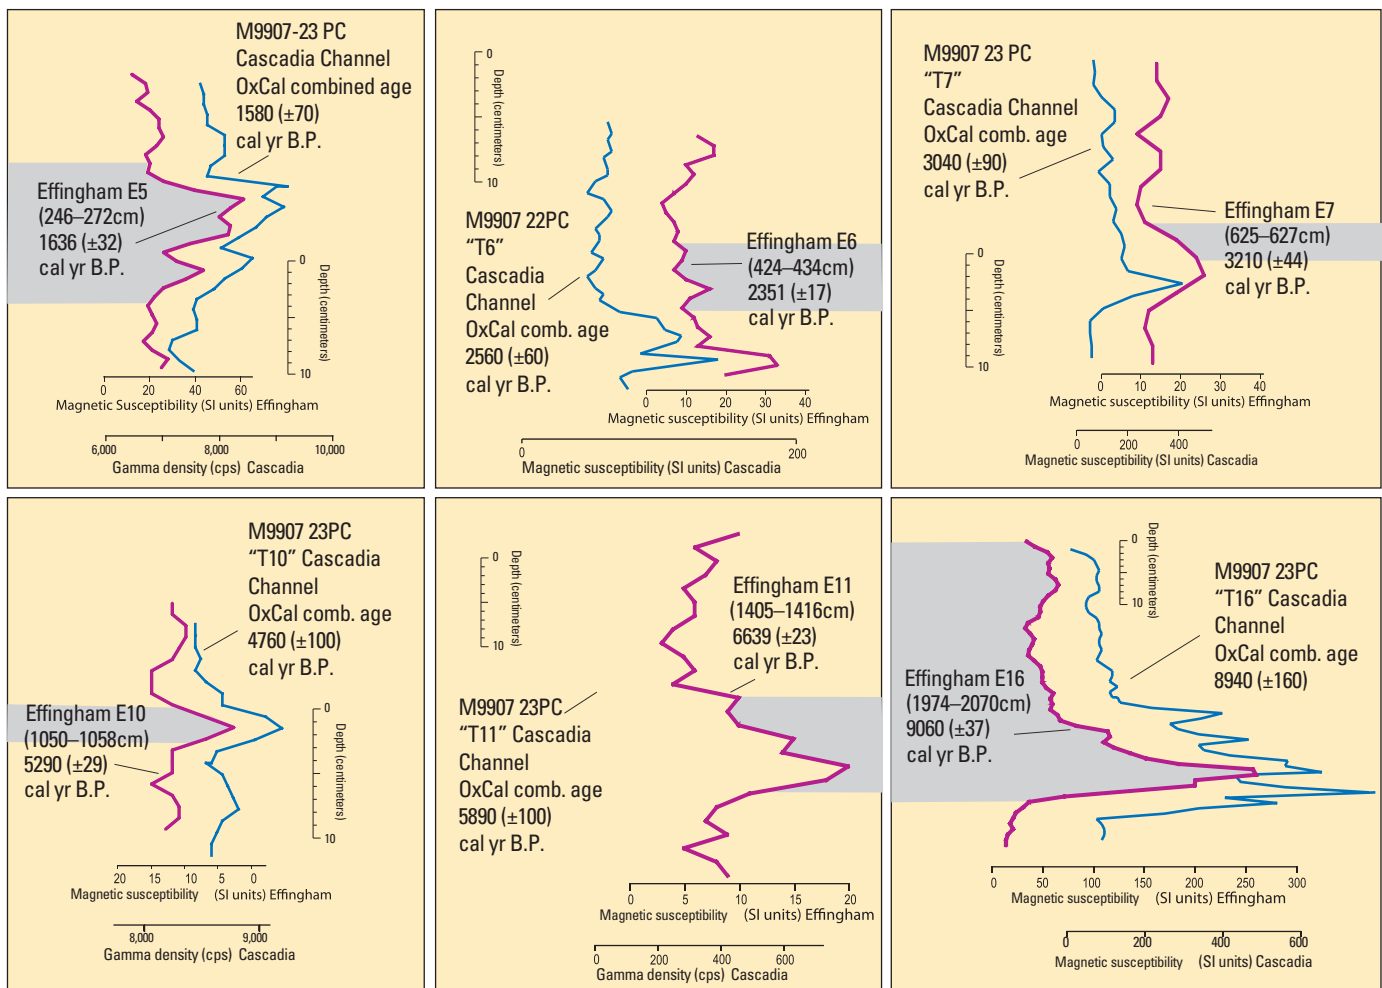 M9907-23 PC
Cascadia Channel
OxCal combined age
1580 (±70)
cal yr B.P.
Effingham E5
(246–272cm)
1636 (±32)
cal yr B.P.
0
10
Depth (centimeters)
0 20 40 60
Magnetic Susceptibility (SI units) Effingham
6,000 8,000 10,000
Gamma density (cps) Cascadia
0
10
Depth (centimeters)
M9907 22PC
“T6”
Cascadia
Channel
OxCal comb. age
2560 (±60)
cal yr B.P.
Effingham E6
(424–434cm)
2351 (±17)
cal yr B.P.
0 10 20 30 40
Magnetic susceptibility (SI units) Effingham
0 200
Magnetic susceptibility (SI units) Cascadia
M9907 23 PC
“T7”
Cascadia Channel
OxCal comb. age
3040 (±90)
cal yr B.P.
Effingham E7
(625–627cm)
3210 (±44)
cal yr B.P.
0
10
Depth (centimeters)
0 10 20 30 40
Magnetic susceptibility (SI units) Effingham
0 200 400
Magnetic susceptibility (SI units) Cascadia
M9907 23PC
“T10” Cascadia
Channel
OxCal comb. age
4760 (±100)
cal yr B.P.
Effingham E10
(1050–1058cm)
5290 (±29)
cal yr B.P.
0
10
Depth (centimeters)
20 15 10 5 0
Magnetic susceptibility (SI units) Effingham
8,000 9,000
Gamma density (cps) Cascadia
0
10
Depth (centimeters)
Effingham E11
(1405–1416cm)
6639 (±23)
cal yr B.P.
M9907 23PC
“T11” Cascadia
Channel
OxCal comb. age
5890 (±100)
cal yr B.P.
0 5 10 15 20
Magnetic susceptibility (SI units) Effingham
0 200 400 600
Gamma density (cps) Cascadia
0
10
Depth (centimeters)
M9907 23PC
“T16” Cascadia
Channel
OxCal comb. age
8940 (±160)
Effingham E16
(1974–2070cm)
9060 (±37)
cal yr B.P.
0 50 100 150 200 250 300
Magnetic susceptibility (SI units) Effingham
0 200 400 600
Magnetic susceptibility (SI units) Cascadia